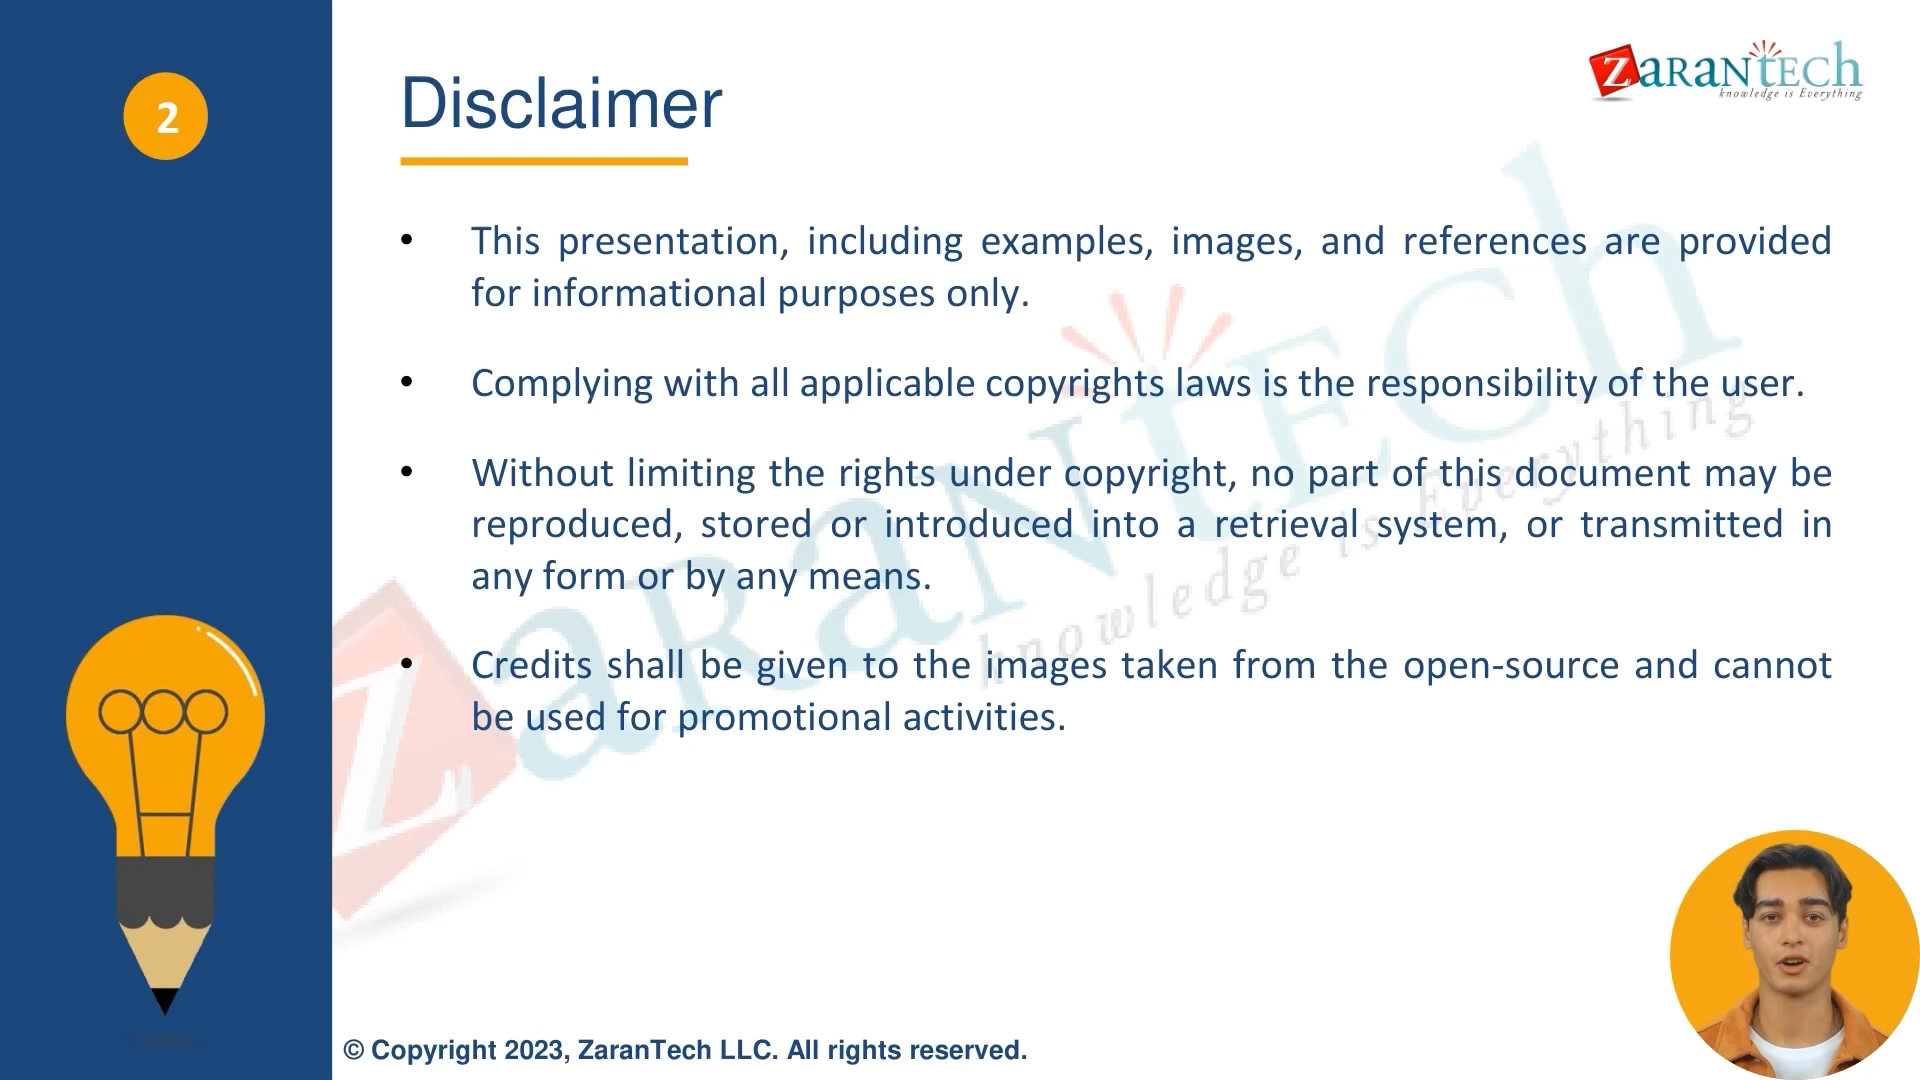 2
Disclaimer
ZaranTech
knowledge is Everything
• This presentation, including examples, images, and references are provided
for informational purposes only.
• Complying with all applicable copyrights laws is the responsibility of the user.
• Without limiting the rights under copyright, no part of this document may be
reproduced, stored or introduced into a retrieval system, or transmitted in
any form or by any means.
• Credits shall be given to the images taken from the open-source and cannot
be used for promotional activities.
ZaranTech
knowledge is Everything
© Copyright 2023, ZaranTech LLC. All rights reserved.